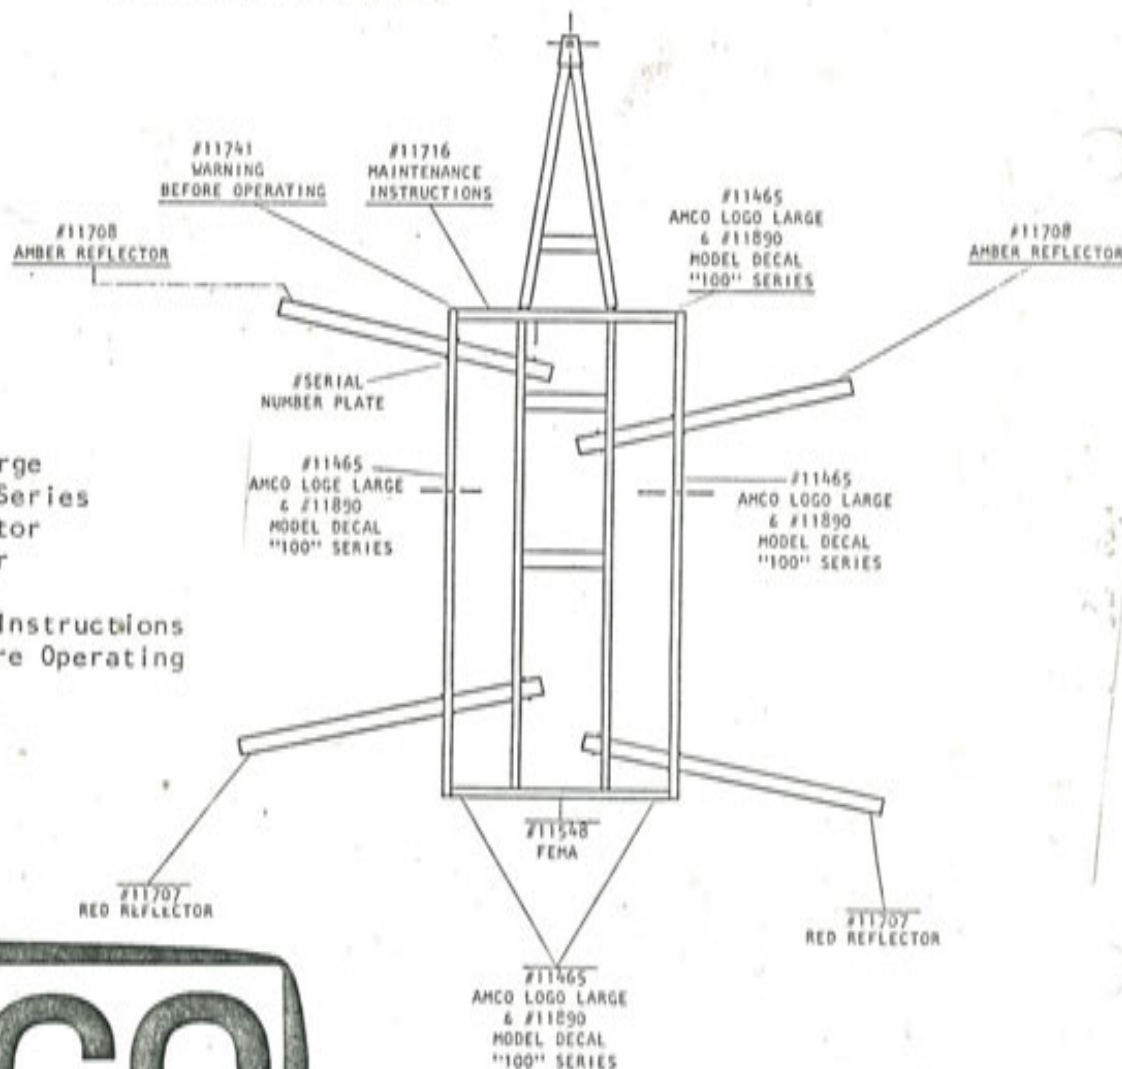 #11741
WARNING
BEFORE OPERATING
#11716
MAINTENANCE
INSTRUCTIONS
#11465
AMCO LOGO LARGE
& #11890
MODEL DECAL
"100" SERIES
#11708
AMBER REFLECTOR
#11708
AMBER REFLECTOR
#SERIAL
NUMBER PLATE
#11465
AMCO LOGE LARGE
& #11890
MODEL DECAL
"100" SERIES
#11465
AMCO LOGO LARGE
& #11890
MODEL DECAL
"100" SERIES
rge
Series
tor
r
Instructions
re Operating
#11548
FEMA
#11707
RED REFLECTOR
#11707
RED REFLECTOR
#11465
AMCO LOGO LARGE
& #11890
MODEL DECAL
"100" SERIES
CO